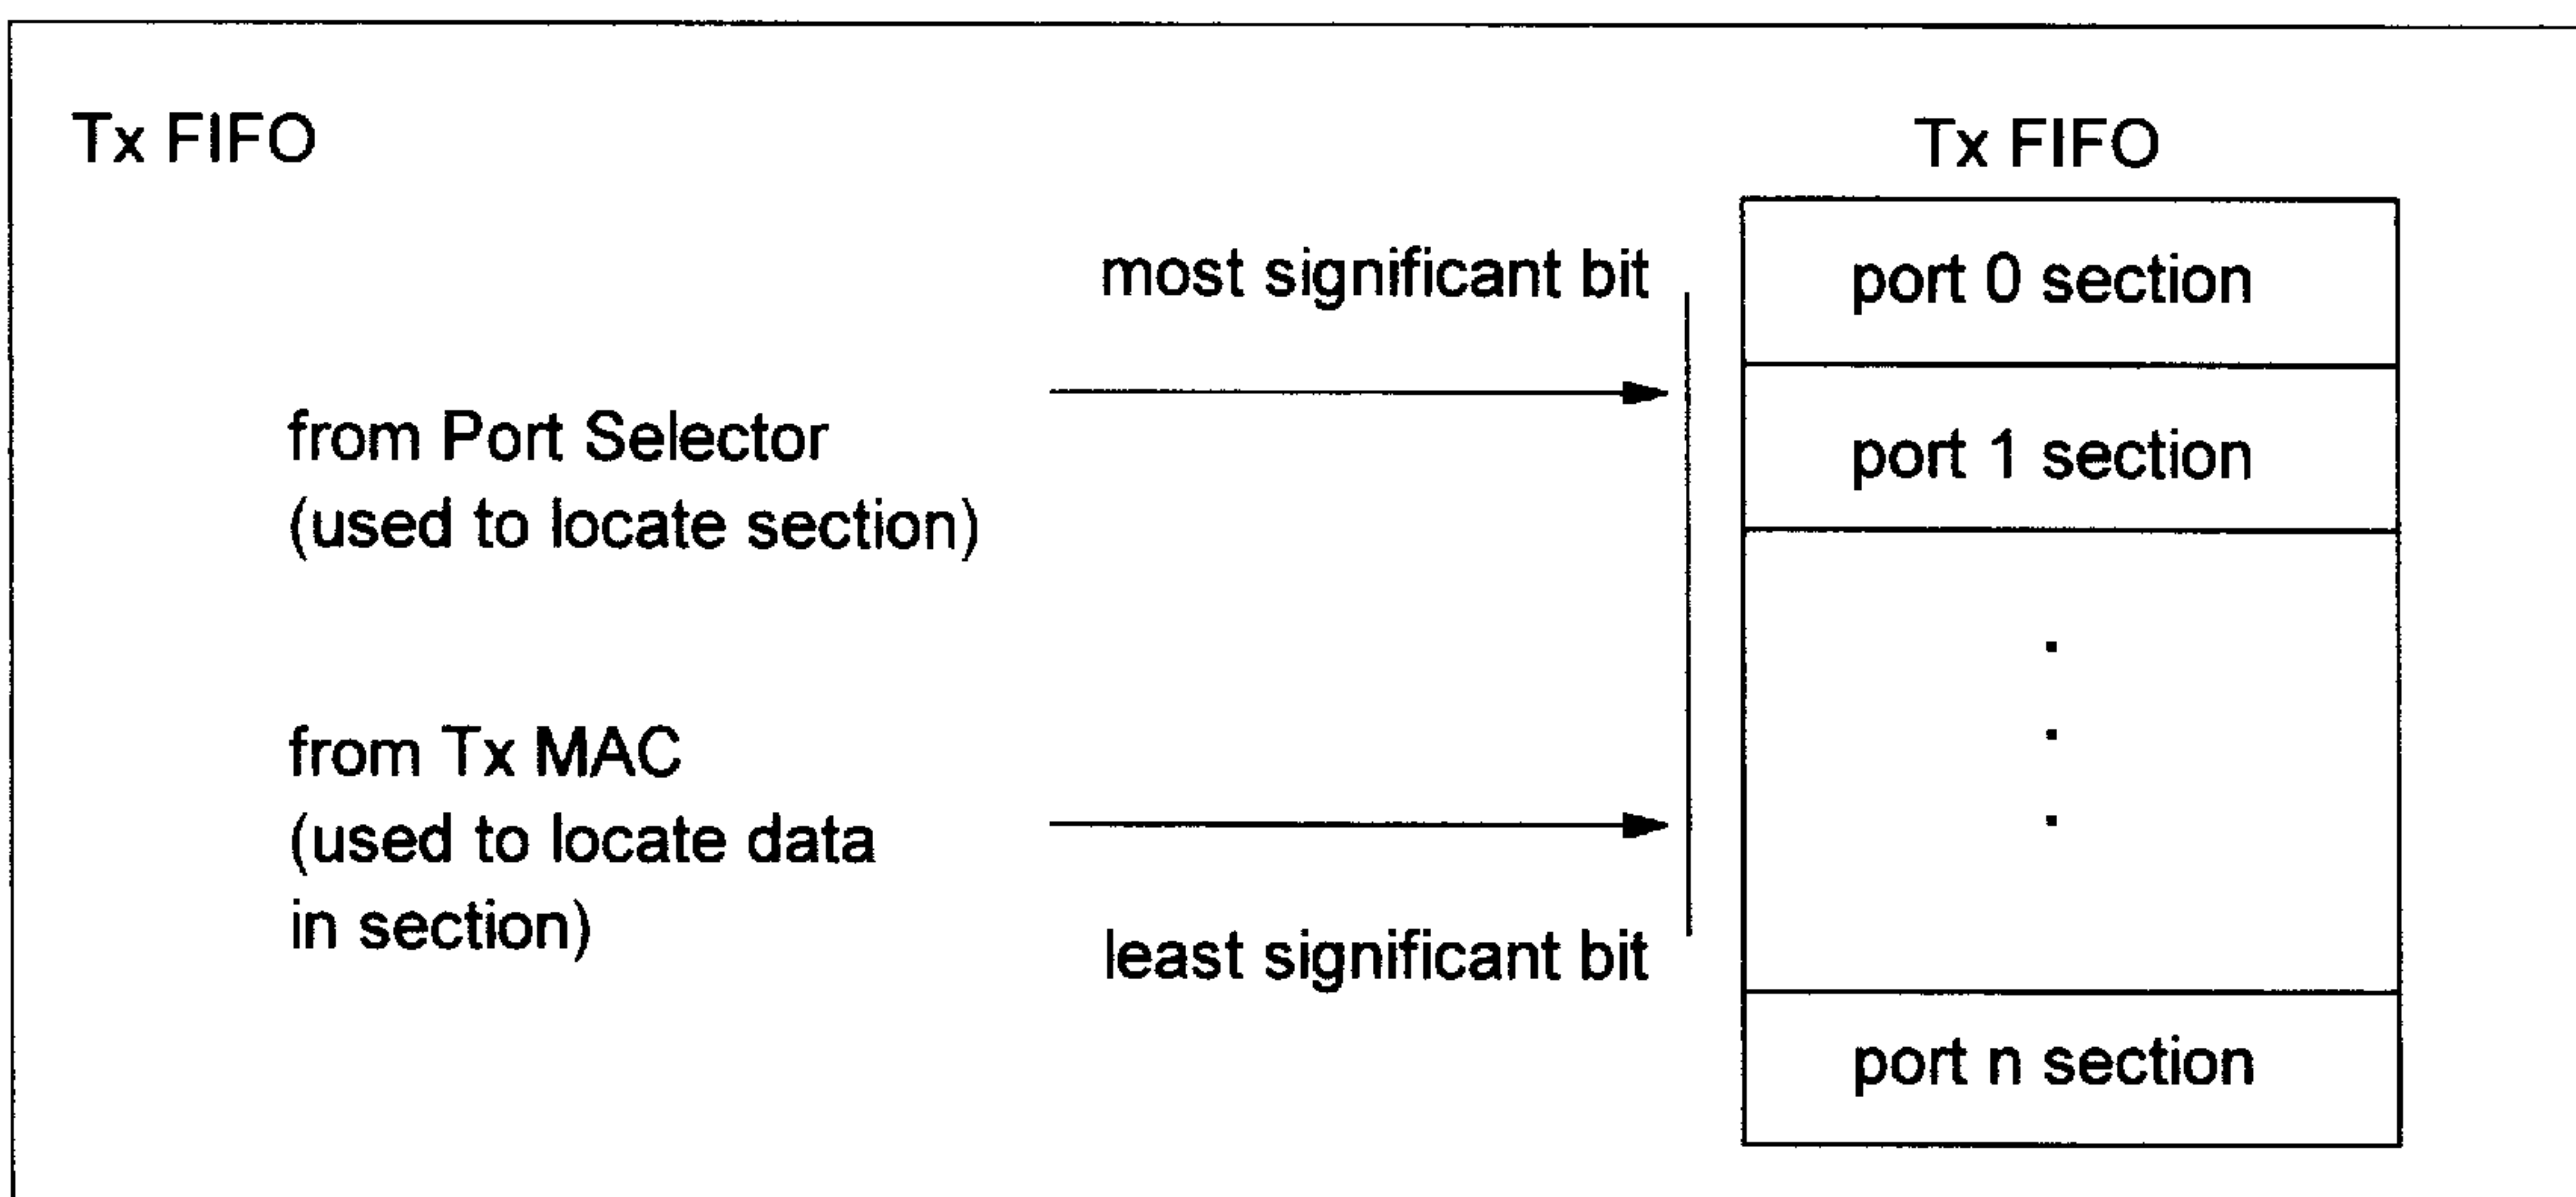 Tx FIFO
Tx FIFO
most significant bit
port 0 section
from Port Selector
(used to locate section)
port 1 section
from Tx MAC
(used to locate data
in section)
least significant bit
port n section